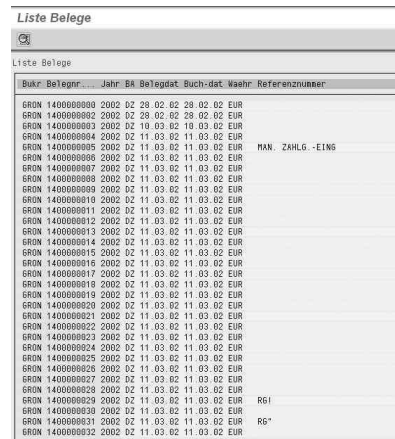 Liste Belege
Liste Belege
Bukr Belegnr... Jahr BA Belegdat Buch-dat Waehr Referenznummer
GRON 1400000000 2002 DZ 28.02.02 28.02.02 EUR
GRON 1400000002 2002 DZ 28.02.02 28.02.02 EUR
GRON 1400000003 2002 DZ 10.03.02 10.03.02 EUR
GRON 1400000004 2002 DZ 11.03.02 11.03.02 EUR
GRON 1400000005 2002 DZ 11.03.02 11.03.02 EUR MAN. ZAHLG.-EING
GRON 1400000006 2002 DZ 11.03.02 11.03.02 EUR
GRON 1400000007 2002 DZ 11.03.02 11.03.02 EUR
GRON 1400000008 2002 DZ 11.03.02 11.03.02 EUR
GRON 1400000009 2002 DZ 11.03.02 11.03.02 EUR
GRON 1400000010 2002 DZ 11.03.02 11.03.02 EUR
GRON 1400000011 2002 DZ 11.03.02 11.03.02 EUR
GRON 1400000012 2002 DZ 11.03.02 11.03.02 EUR
GRON 1400000013 2002 DZ 11.03.02 11.03.02 EUR
GRON 1400000014 2002 DZ 11.03.02 11.03.02 EUR
GRON 1400000015 2002 DZ 11.03.02 11.03.02 EUR
GRON 1400000016 2002 DZ 11.03.02 11.03.02 EUR
GRON 1400000017 2002 DZ 11.03.02 11.03.02 EUR
GRON 1400000018 2002 DZ 11.03.02 11.03.02 EUR
GRON 1400000019 2002 DZ 11.03.02 11.03.02 EUR
GRON 1400000020 2002 DZ 11.03.02 11.03.02 EUR
GRON 1400000021 2002 DZ 11.03.02 11.03.02 EUR
GRON 1400000022 2002 DZ 11.03.02 11.03.02 EUR
GRON 1400000023 2002 DZ 11.03.02 11.03.02 EUR
GRON 1400000024 2002 DZ 11.03.02 11.03.02 EUR
GRON 1400000025 2002 DZ 11.03.02 11.03.02 EUR
GRON 1400000026 2002 DZ 11.03.02 11.03.02 EUR
GRON 1400000027 2002 DZ 11.03.02 11.03.02 EUR
GRON 1400000028 2002 DZ 11.03.02 11.03.02 EUR
GRON 1400000029 2002 DZ 11.03.02 11.03.02 EUR RG!
GRON 1400000030 2002 DZ 11.03.02 11.03.02 EUR
GRON 1400000031 2002 DZ 11.03.02 11.03.02 EUR RG"
GRON 1400000032 2002 DZ 11.03.02 11.03.02 EUR